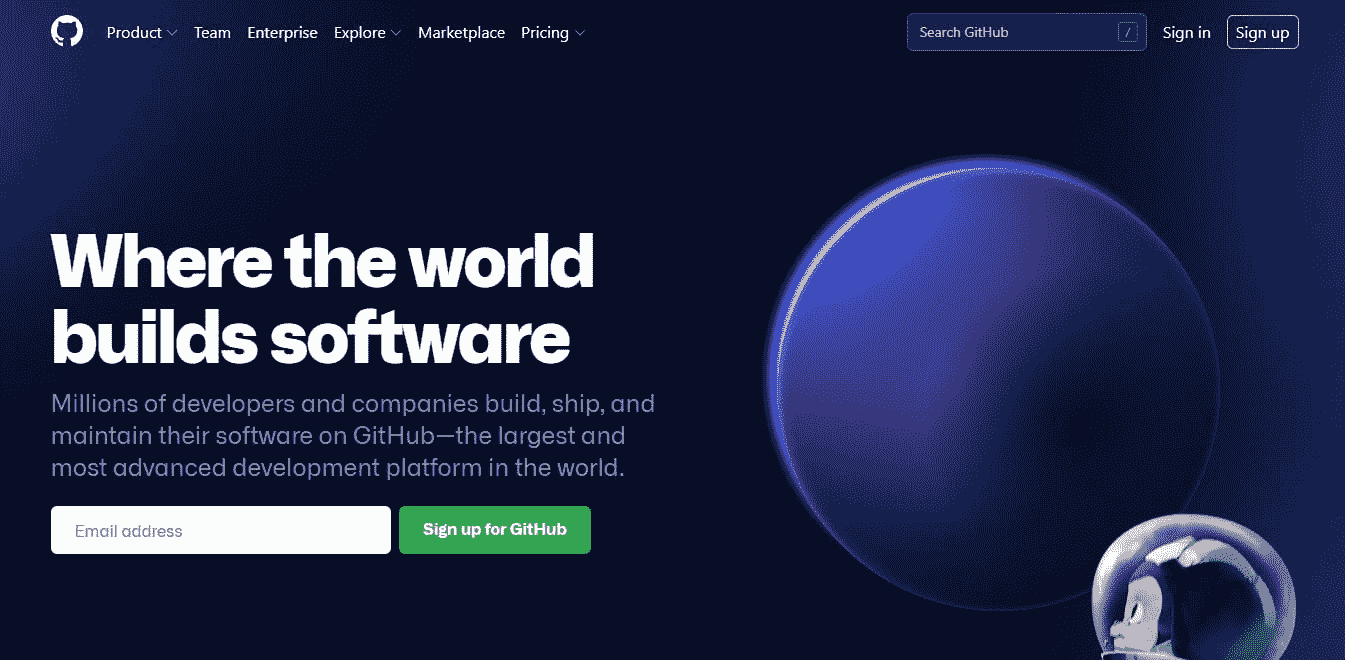 Product Team Enterprise Explore Marketplace Pricing Search GitHub / Sign in Sign up
Where the world
builds software
Millions of developers and companies build, ship, and
maintain their software on GitHub—the largest and
most advanced development platform in the world.
Email address Sign up for GitHub